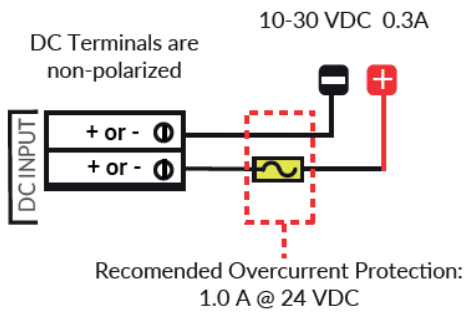 10-30 VDC 0.3A
DC Terminals are
non-polarized
DC INPUT
+ or -
+ or -
Recomended Overcurrent Protection:
1.0 A @ 24 VDC